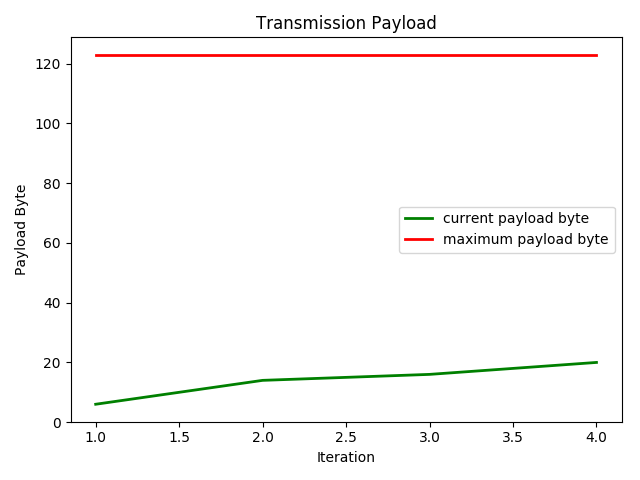 Transmission Payload
120
100
80
60
40
20
0
Payload Byte
current payload byte
maximum payload byte
1.0 1.5 2.0 2.5 3.0 3.5 4.0
Iteration